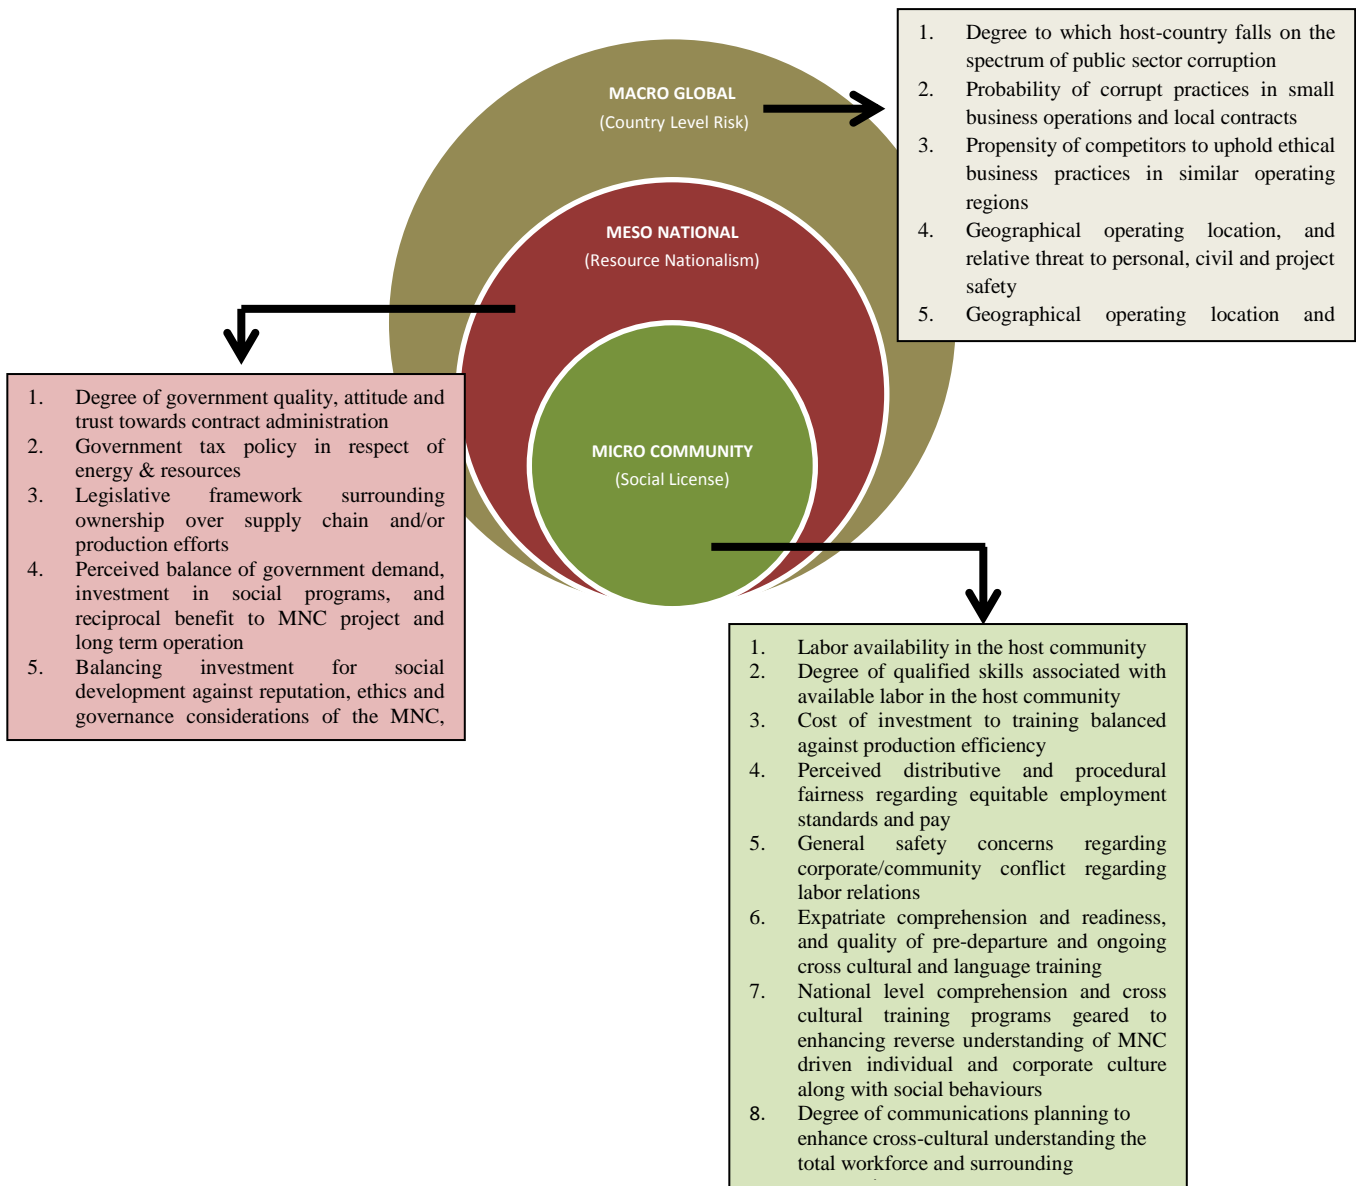 MACRO GLOBAL
(Country Level Risk)
1. Degree to which host-country falls on the
spectrum of public sector corruption
2. Probability of corrupt practices in small
business operations and local contracts
3. Propensity of competitors to uphold ethical
business practices in similar operating
regions
4. Geographical operating location, and
relative threat to personal, civil and project
safety
5. Geographical operating location and
MESO NATIONAL
(Resource Nationalism)
1. Degree of government quality, attitude and
trust towards contract administration
2. Government tax policy in respect of
energy & resources
3. Legislative framework surrounding
ownership over supply chain and/or
production efforts
4. Perceived balance of government demand,
investment in social programs, and
reciprocal benefit to MNC project and
long term operation
5. Balancing investment for social
development against reputation, ethics and
governance considerations of the MNC,
MICRO COMMUNITY
(Social License)
1. Labor availability in the host community
2. Degree of qualified skills associated with
available labor in the host community
3. Cost of investment to training balanced
against production efficiency
4. Perceived distributive and procedural
fairness regarding equitable employment
standards and pay
5. General safety concerns regarding
corporate/community conflict regarding
labor relations
6. Expatriate comprehension and readiness,
and quality of pre-departure and ongoing
cross cultural and language training
7. National level comprehension and cross
cultural training programs geared to
enhancing reverse understanding of MNC
driven individual and corporate culture
along with social behaviours
8. Degree of communications planning to
enhance cross-cultural understanding the
total workforce and surrounding